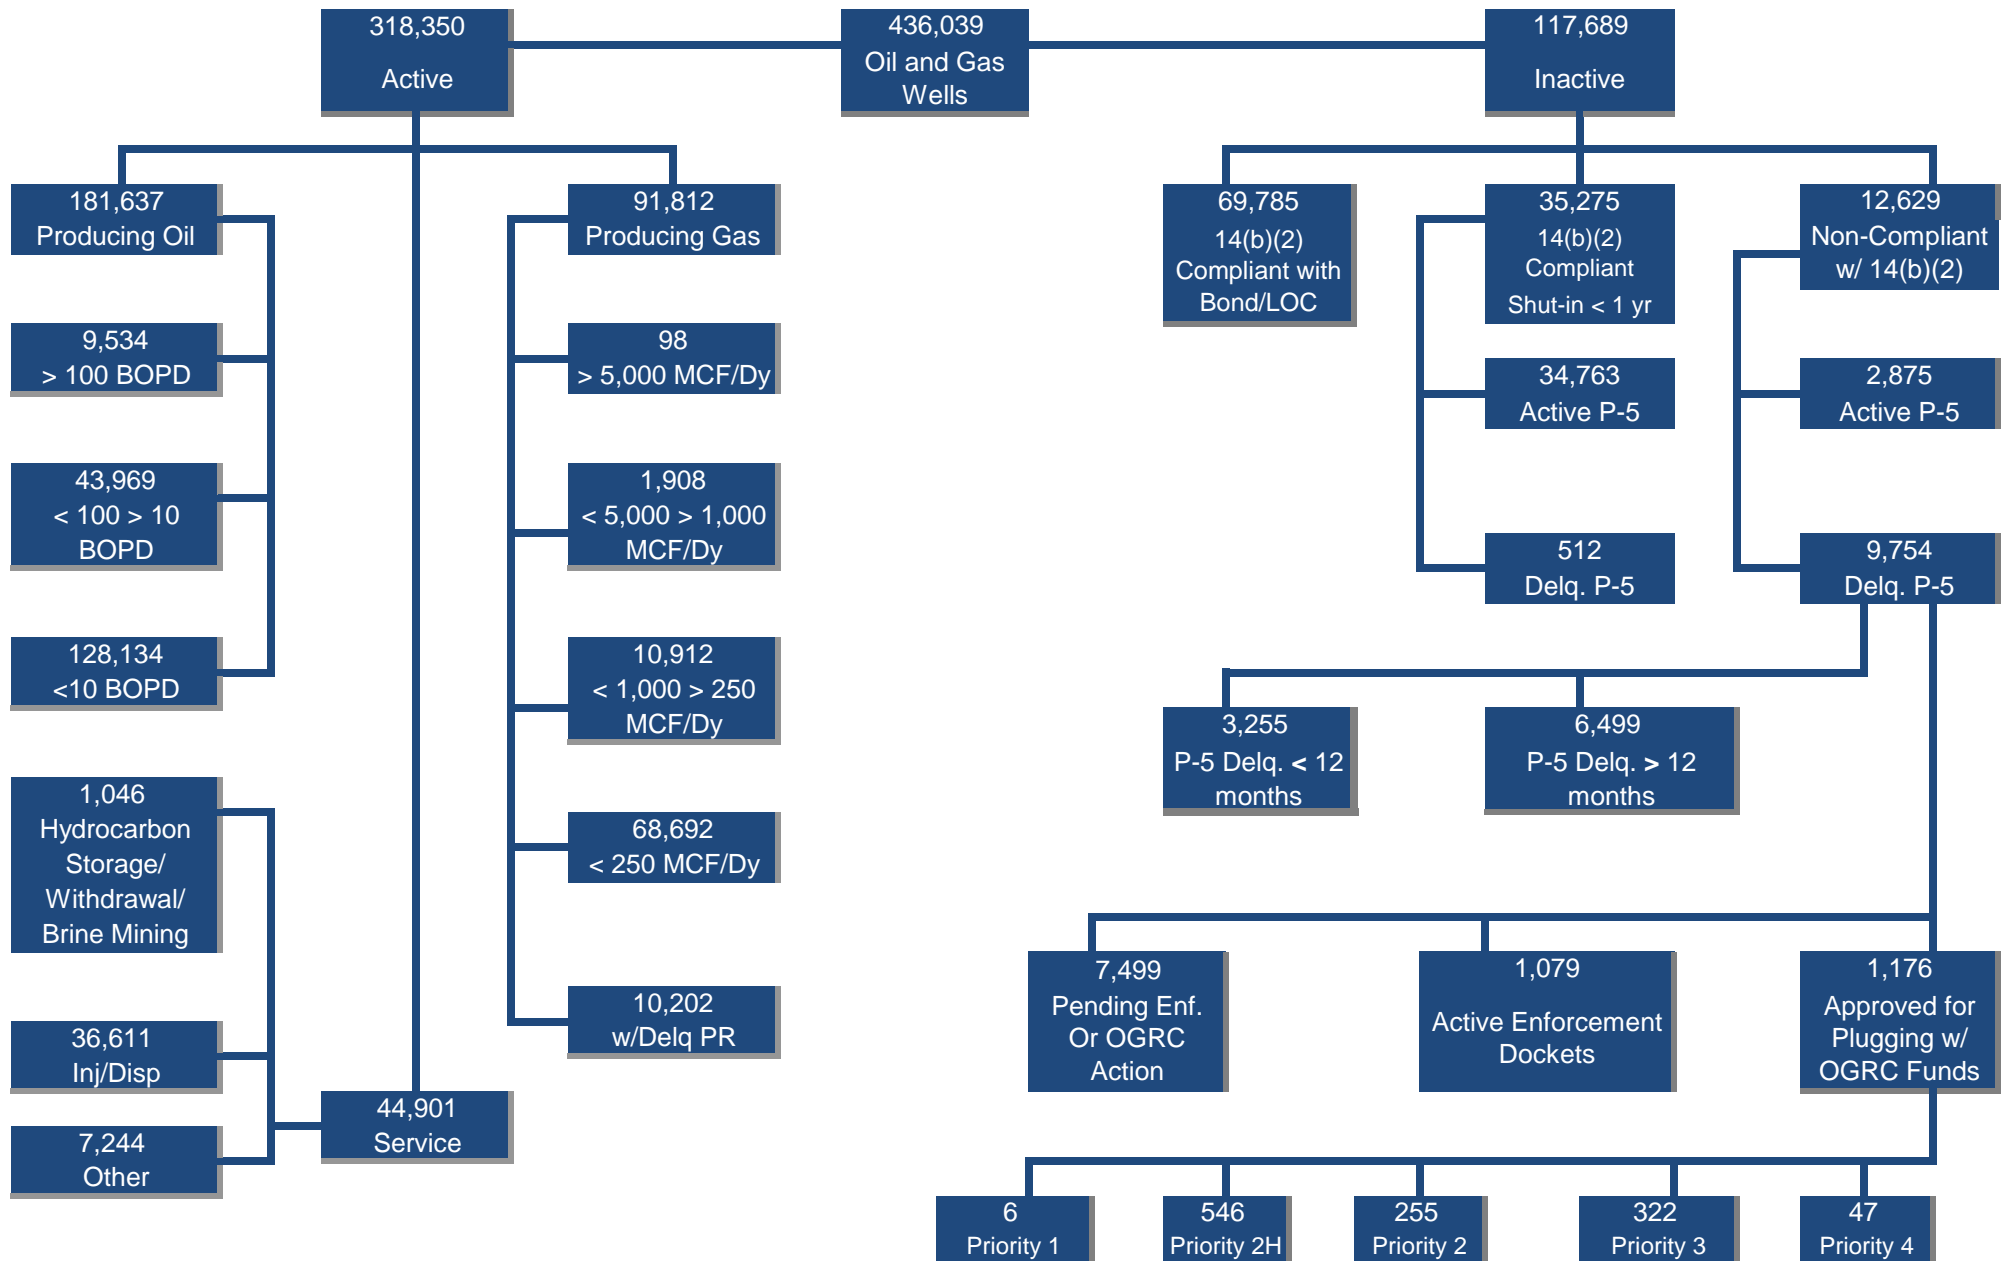 318,350
Active
436,039
Oil and Gas
Wells
117,689
Inactive
181,637
Producing Oil
91,812
Producing Gas
69,785
14(b)(2)
Compliant with
Bond/LOC
35,275
14(b)(2)
Compliant
Shut-in < 1 yr
12,629
Non-Compliant
w/ 14(b)(2)
9,534
> 100 BOPD
98
> 5,000 MCF/Dy
34,763
Active P-5
2,875
Active P-5
43,969
< 100 > 10
BOPD
1,908
< 5,000 > 1,000
MCF/Dy
512
Delq. P-5
9,754
Delq. P-5
128,134
<10 BOPD
10,912
< 1,000 > 250
MCF/Dy
3,255
P-5 Delq. < 12
months
6,499
P-5 Delq. > 12
months
1,046
Hydrocarbon
Storage/
Withdrawal/
Brine Mining
68,692
< 250 MCF/Dy
7,499
Pending Enf.
Or OGRC
Action
1,079
Active Enforcement
Dockets
1,176
Approved for
Plugging w/
OGRC Funds
10,202
w/Delq PR
36,611
Inj/Disp
44,901
Service
7,244
Other
6
Priority 1
546
Priority 2H
255
Priority 2
322
Priority 3
47
Priority 4